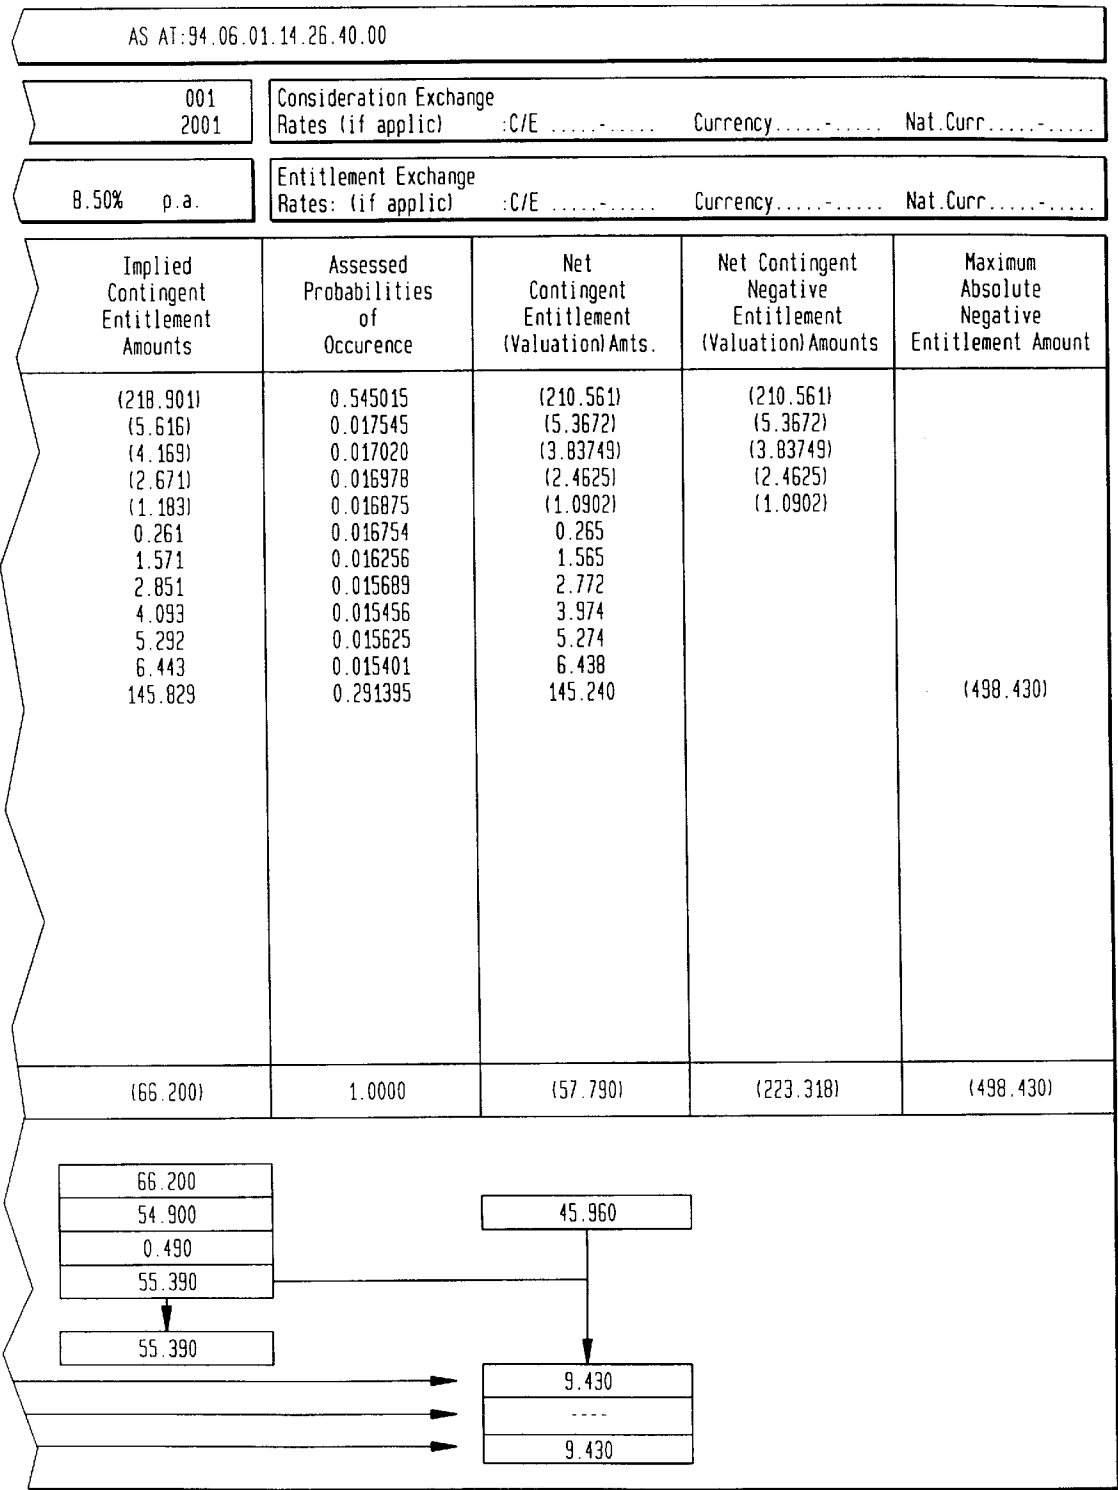 AS AT:94.06.01.14.26.40.00
001
2001
Consideration Exchange
Rates (if applic) :C/E .....-..... Currency.....-..... Nat.Curr.....-.....
8.50% p.a.
Entitlement Exchange
Rates: (if applic) :C/E .....-..... Currency.....-..... Nat.Curr.....-.....
Implied Contingent Entitlement Amounts
Assessed Probabilities of Occurence
Net Contingent Entitlement (Valuation)Amts.
Net Contingent Negative Entitlement (Valuation)Amounts
Maximum Absolute Negative Entitlement Amount
(218.901) 0.545015 (210.561) (210.561)
(5.616) 0.017545 (5.3672) (5.3672)
(4.169) 0.017020 (3.83749) (3.83749)
(2.671) 0.016978 (2.4625) (2.4625)
(1.183) 0.016875 (1.0902) (1.0902)
0.261 0.016754 0.265
1.571 0.016256 1.565
2.851 0.015689 2.772
4.093 0.015456 3.974
5.292 0.015625 5.274
6.443 0.015401 6.438
145.829 0.291395 145.240 (498.430)
(66.200) 1.0000 (57.790) (223.318) (498.430)
66.200
54.900 45.960
0.490
55.390
55.390
9.430
----
9.430